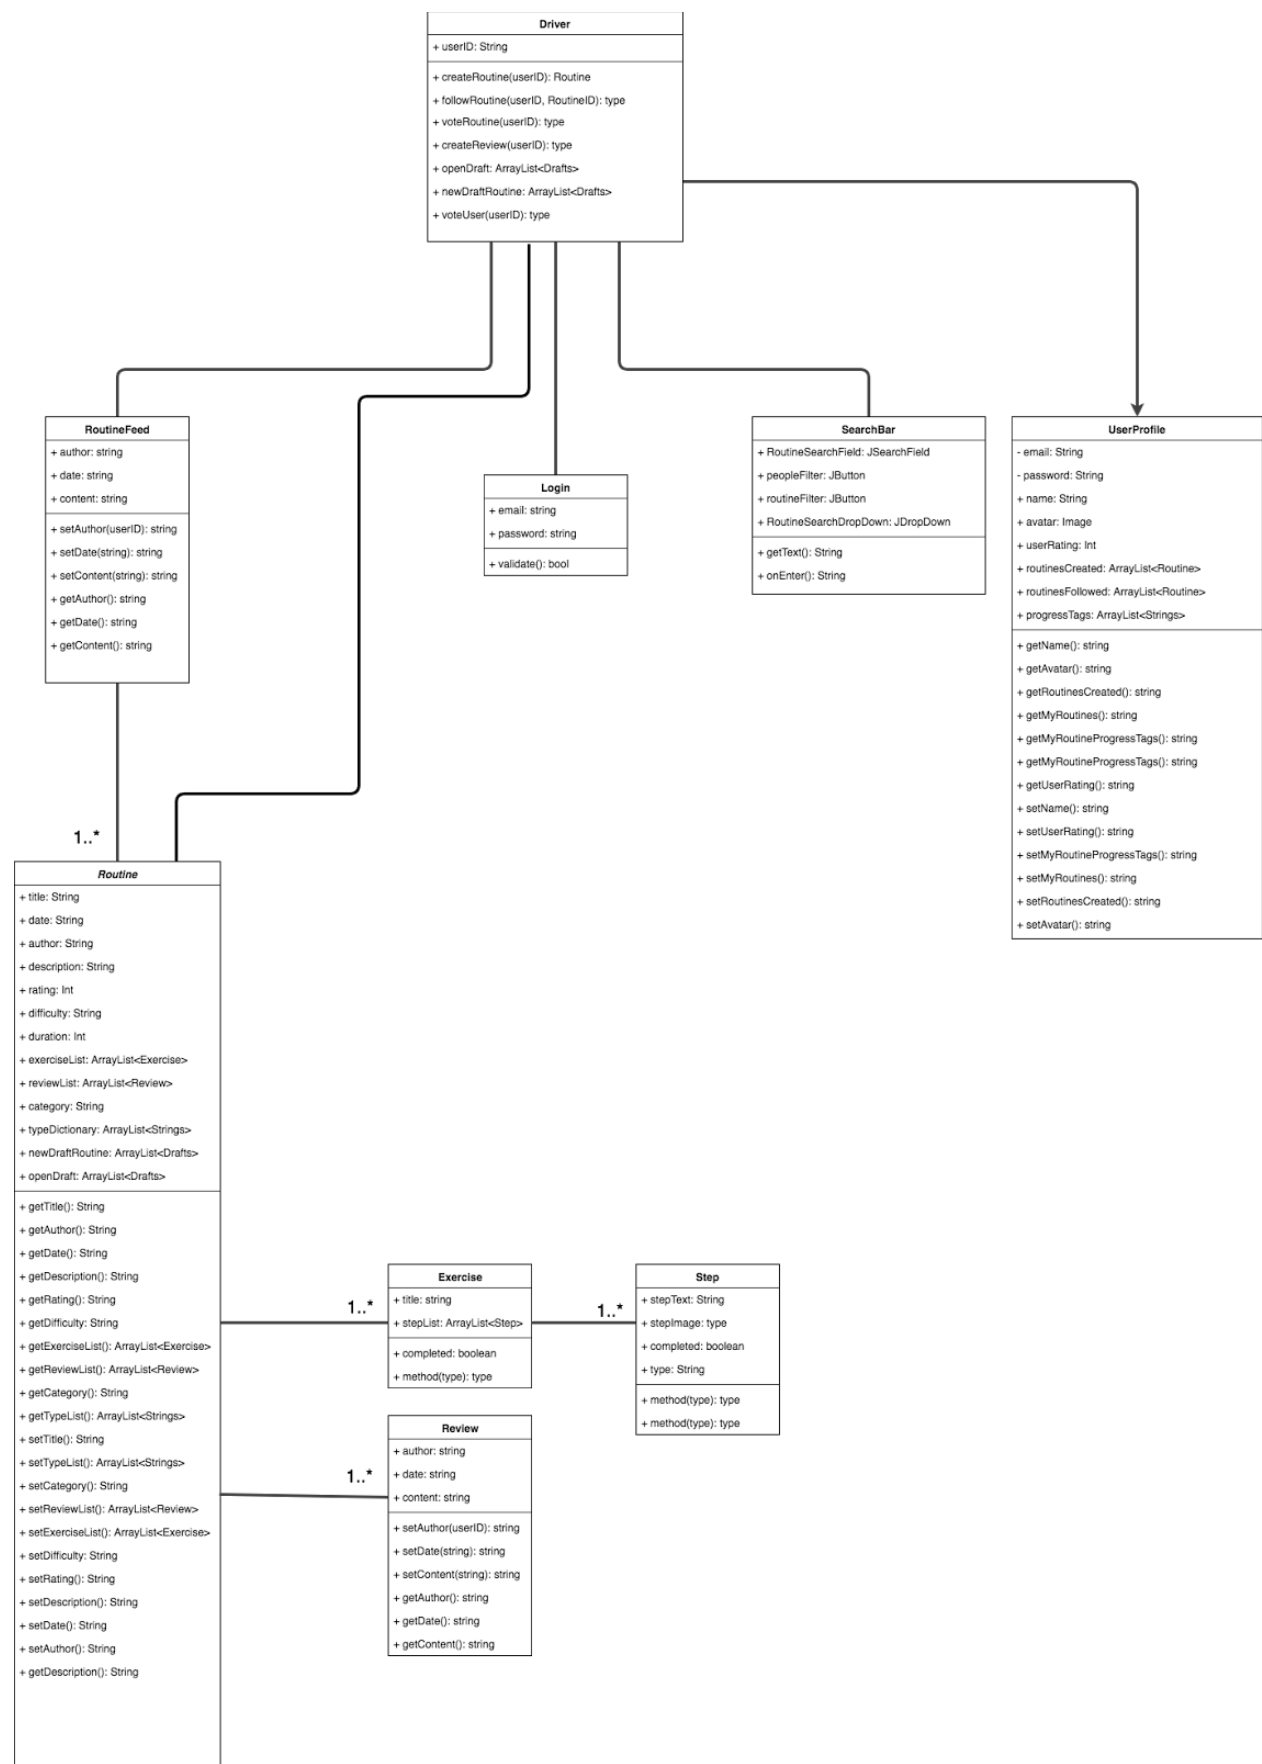 Driver
+ userID: String
+ createRoutine(userID): Routine
+ followRoutine(userID, RoutineID): type
+ voteRoutine(userID): type
+ createReview(userID): type
+ openDraft: ArrayList<Drafts>
+ newDraftRoutine: ArrayList<Drafts>
+ voteUser(userID): type
RoutineFeed
+ author: string
+ date: string
+ content: string
+ setAuthor(userID): string
+ setDate(string): string
+ setContent(string): string
+ getAuthor(): string
+ getDate(): string
+ getContent(): string
Login
+ email: string
+ password: string
+ validate(): bool
SearchBar
+ RoutineSearchField: JSearchField
+ peopleFilter: JButton
+ routineFilter: JButton
+ RoutineSearchDropDown: JDropDown
+ getText(): String
+ onEnter(): String
UserProfile
- email: String
- password: String
+ name: String
+ avatar: Image
+ userRating: Int
+ routinesCreated: ArrayList<Routine>
+ routinesFollowed: ArrayList<Routine>
+ progressTags: ArrayList<Strings>
+ getName(): string
+ getAvatar(): string
+ getRoutinesCreated(): string
+ getMyRoutines(): string
+ getMyRoutineProgressTags(): string
+ getMyRoutineProgressTags(): string
+ getUserRating(): string
+ setName(): string
+ setUserRating(): string
+ setMyRoutineProgressTags(): string
+ setMyRoutines(): string
+ setRoutinesCreated(): string
+ setAvatar(): string
1..*
Routine
+ title: String
+ date: String
+ author: String
+ description: String
+ rating: Int
+ difficulty: String
+ duration: Int
+ exerciseList: ArrayList<Exercise>
+ reviewList: ArrayList<Review>
+ category: String
+ typeDictionary: ArrayList<Strings>
+ newDraftRoutine: ArrayList<Drafts>
+ openDraft: ArrayList<Drafts>
+ getTitle(): String
+ getAuthor(): String
+ getDate(): String
+ getDescription(): String
+ getRating(): String
+ getDifficulty: String
+ getExerciseList(): ArrayList<Exercise>
+ getReviewList(): ArrayList<Review>
+ getCategory(): String
+ getTypeList(): ArrayList<Strings>
+ setTitle(): String
+ setTypeList(): ArrayList<Strings>
+ setCategory(): String
+ setReviewList(): ArrayList<Review>
+ setExerciseList(): ArrayList<Exercise>
+ setDifficulty: String
+ setRating(): String
+ setDescription(): String
+ setDate(): String
+ setAuthor(): String
+ getDescription(): String
1..*
Exercise
+ title: string
+ stepList: ArrayList<Step>
+ completed: boolean
+ method(type): type
1..*
Step
+ stepText: String
+ stepImage: type
+ completed: boolean
+ type: String
+ method(type): type
+ method(type): type
1..*
Review
+ author: string
+ date: string
+ content: string
+ setAuthor(userID): string
+ setDate(string): string
+ setContent(string): string
+ getAuthor(): string
+ getDate(): string
+ getContent(): string